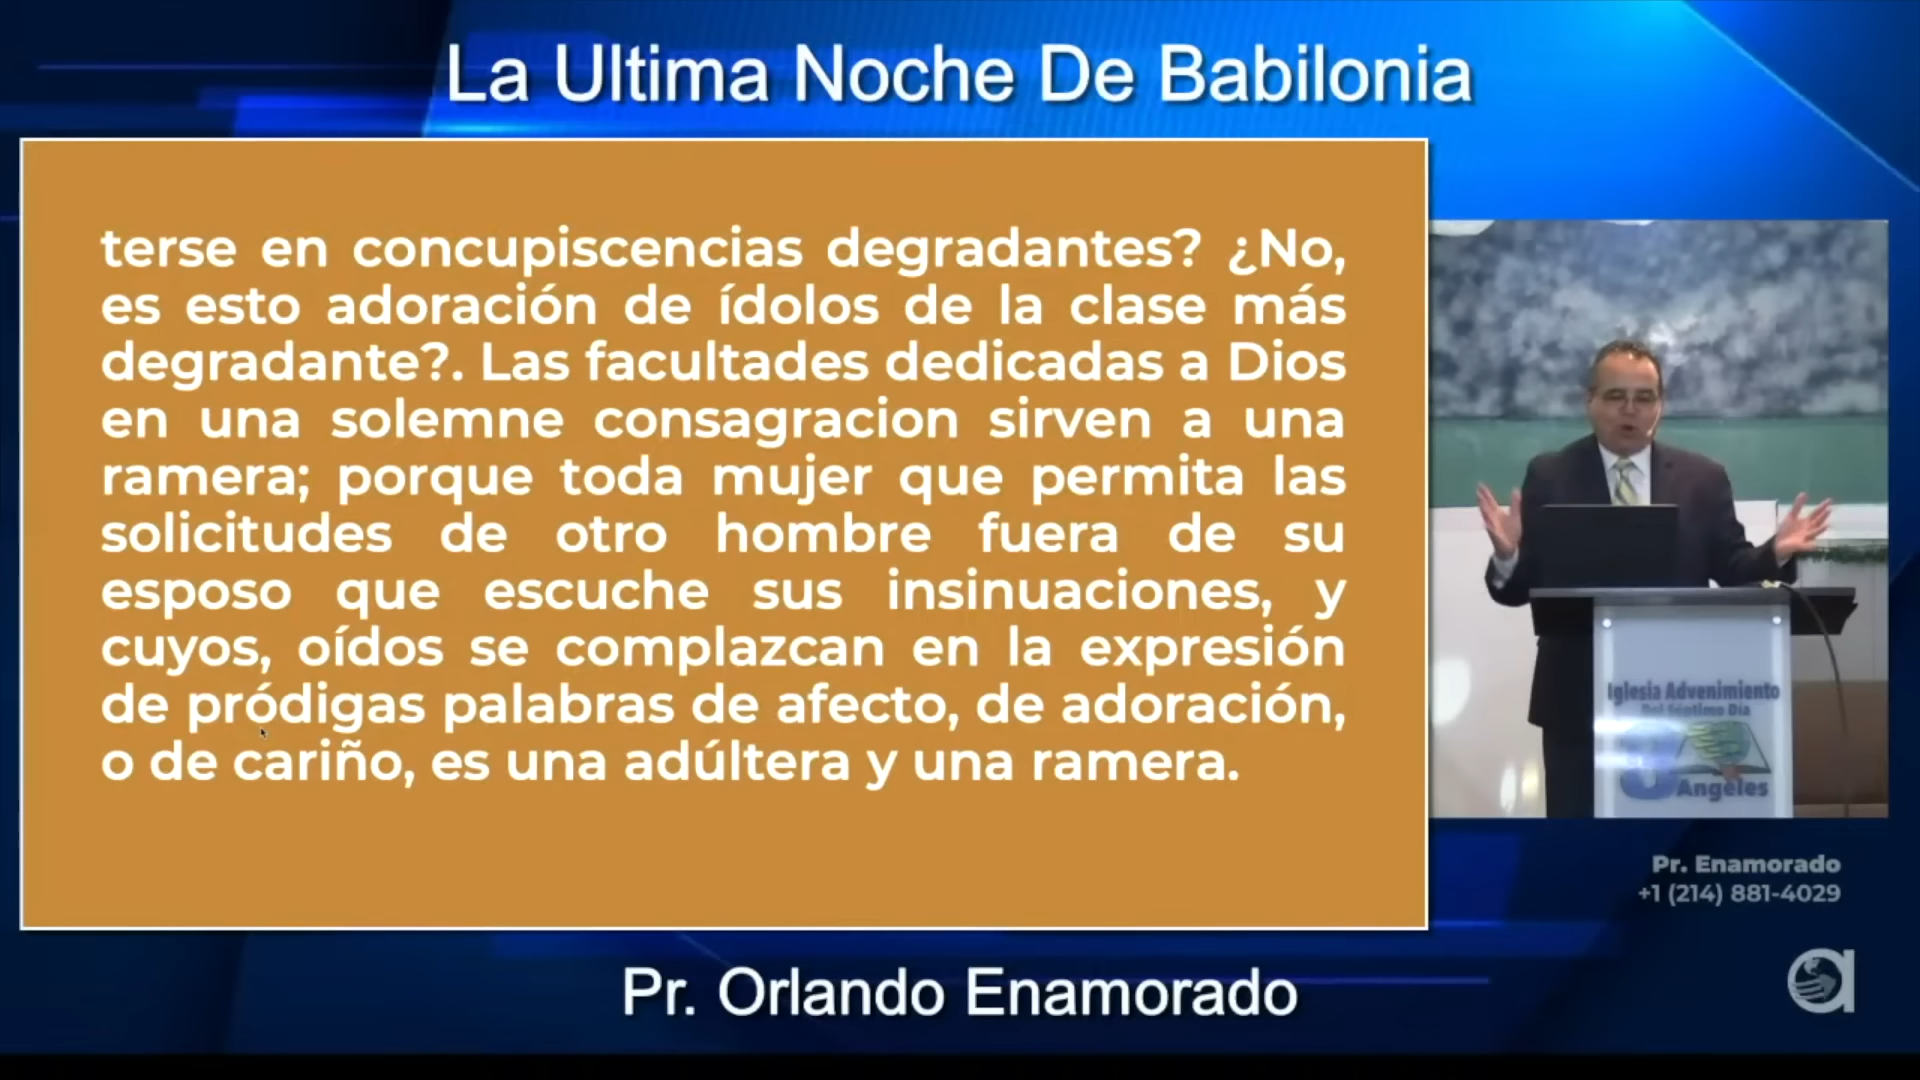 La Ultima Noche De Babilonia
terse en concupiscencias degradantes? ¿No,
es esto adoración de ídolos de la clase más
degradante?. Las facultades dedicadas a Dios
en una solemne consagracion sirven a una
ramera; porque toda mujer que permita las
solicitudes de otro hombre fuera de su
esposo que escuche sus insinuaciones, y
cuyos, oídos se complazcan en la expresión
de pródigas palabras de afecto, de adoración,
o de cariño, es una adúltera y una ramera.
Iglesia Advenimiento
Del Séptimo Día
3
Angeles
Pr. Enamorado
+1 (214) 881-4029
Pr. Orlando Enamorado